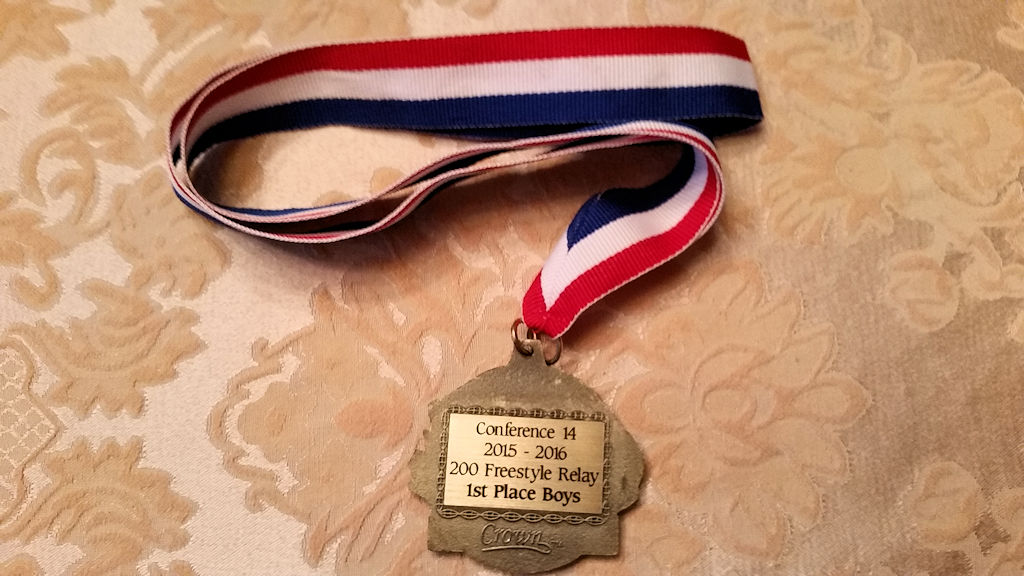 Conference 14
2015 - 2016
200 Freestyle Relay
1st Place Boys
Crown